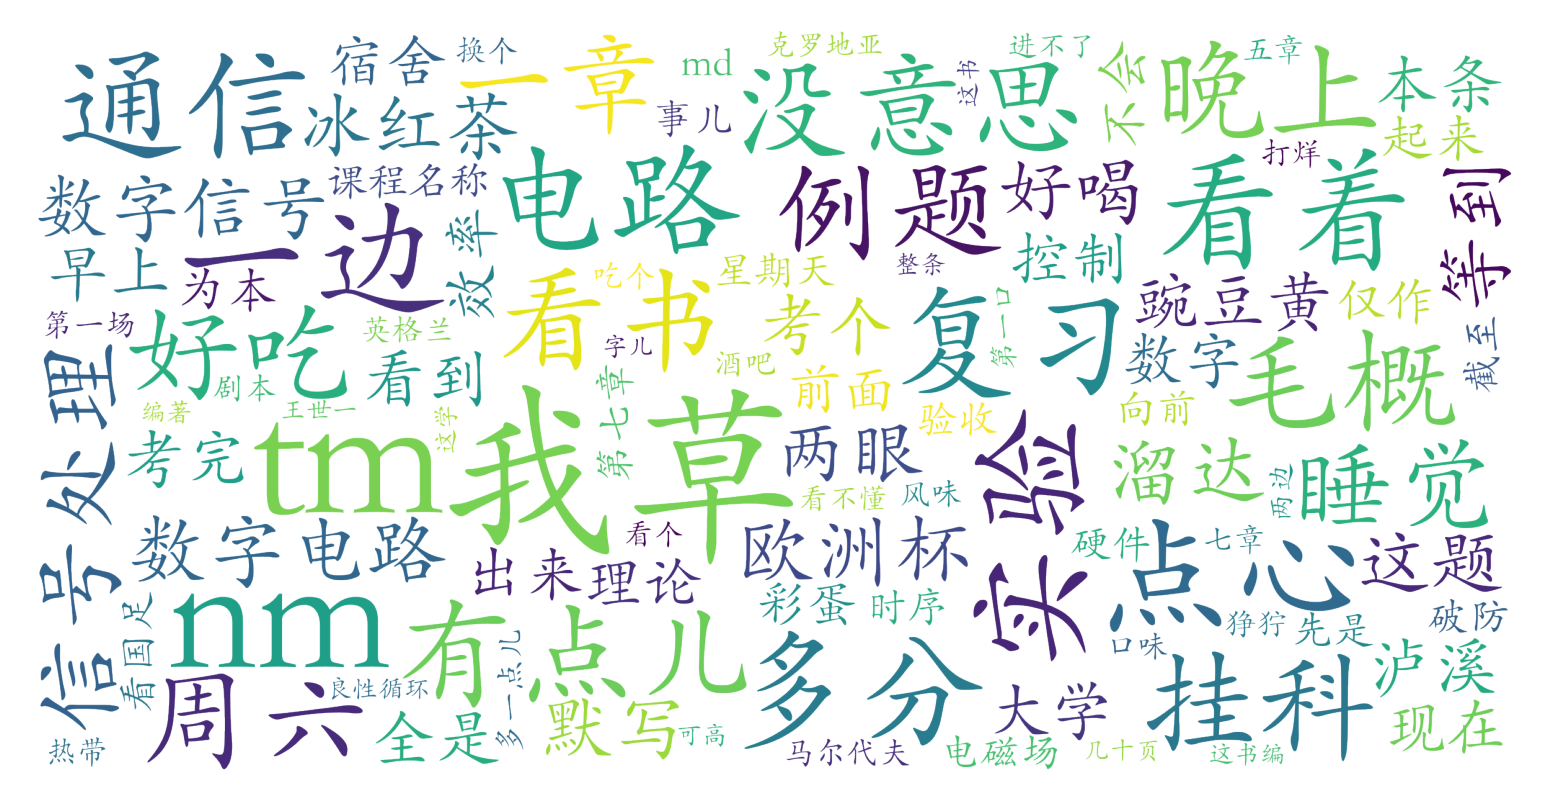 通信
宿舍
换个
一章
md
克罗地亚
进不了
五章
冰红茶
事儿
没意思
这书
不会
晚上
本条
起来
打烊
数字信号
课程名称
电路
例题
好喝
看着
等到
早上
一边
效率
为本
看书
吃个
星期天
整条
控制
豌豆黄
仅作
第一场
好吃
英格兰
字儿
考个
复习
第一口
数字
截至
信号处理
剧本
看到
酒吧
前面
毛概
编著
王世一
这学
第七章
验收
向前
考完
tm
我草
两眼
实验
溜达
两边
睡觉
看不懂
风味
数字电路
看个
欧洲杯
硬件
点心
七章
这题
出来
理论
彩蛋
时序
nm
有点儿
看国足
多分
口味
狰狞
先是
破防
周六
良性循环
多一点儿
大学
挂科
泸溪
全是
默写
可高
现在
热带
马尔代夫
电磁场
几十页
这书编